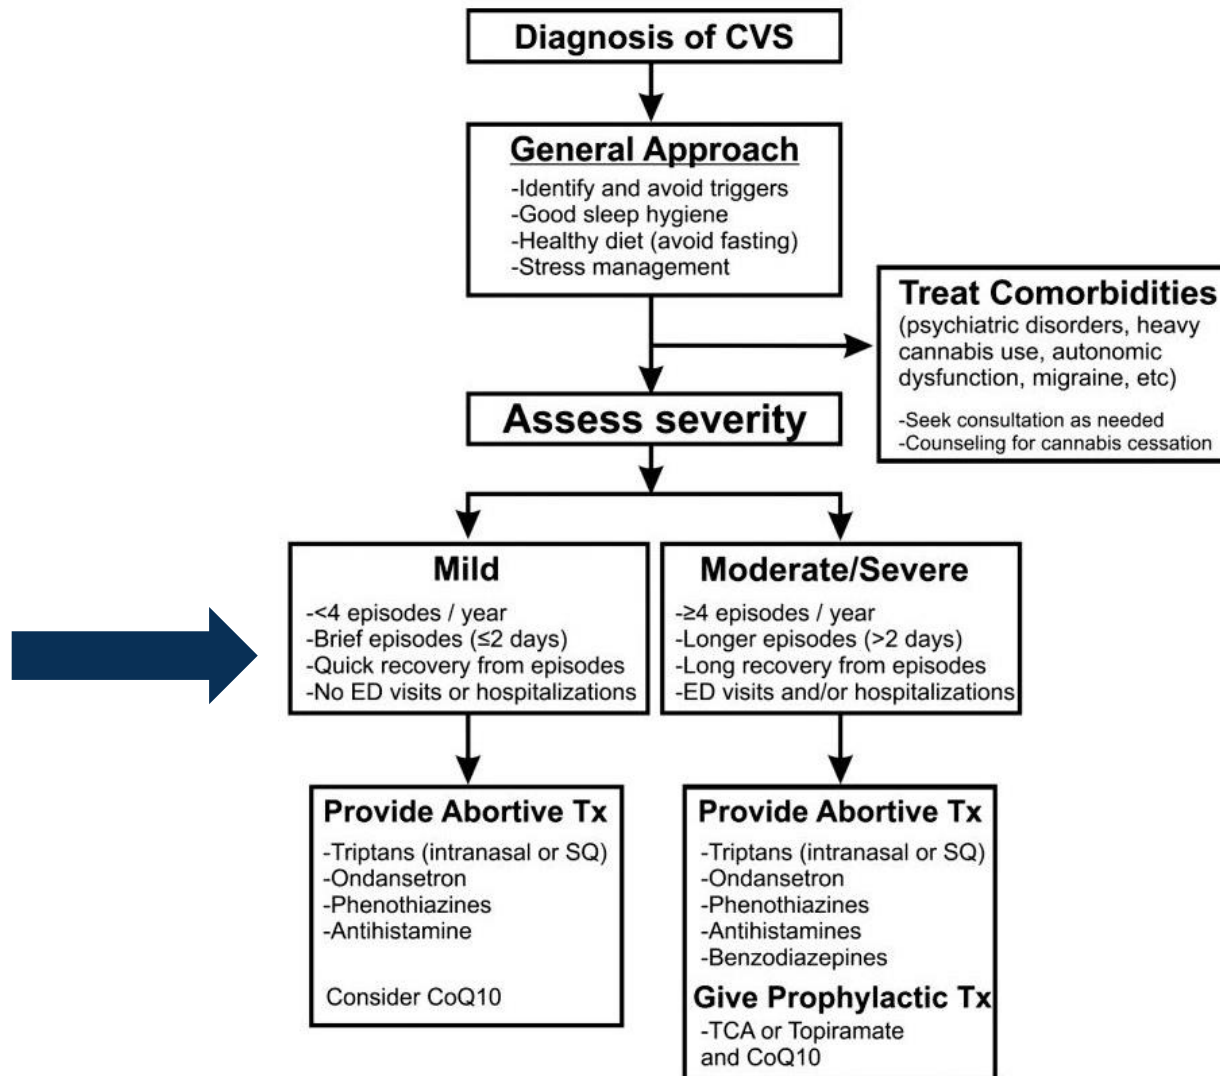 Diagnosis of CVS
General Approach
-Identify and avoid triggers
-Good sleep hygiene
-Healthy diet (avoid fasting)
-Stress management
Treat Comorbidities
(psychiatric disorders, heavy
cannabis use, autonomic
dysfunction, migraine, etc)
-Seek consultation as needed
-Counseling for cannabis cessation
Assess severity
Mild
-<4 episodes / year
-Brief episodes (≤2 days)
-Quick recovery from episodes
-No ED visits or hospitalizations
Moderate/Severe
-≥4 episodes / year
-Longer episodes (>2 days)
-Long recovery from episodes
-ED visits and/or hospitalizations
Provide Abortive Tx
-Triptans (intranasal or SQ)
-Ondansetron
-Phenothiazines
-Antihistamine
Consider CoQ10
Provide Abortive Tx
-Triptans (intranasal or SQ)
-Ondansetron
-Phenothiazines
-Antihistamines
-Benzodiazepines
Give Prophylactic Tx
-TCA or Topiramate
and CoQ10